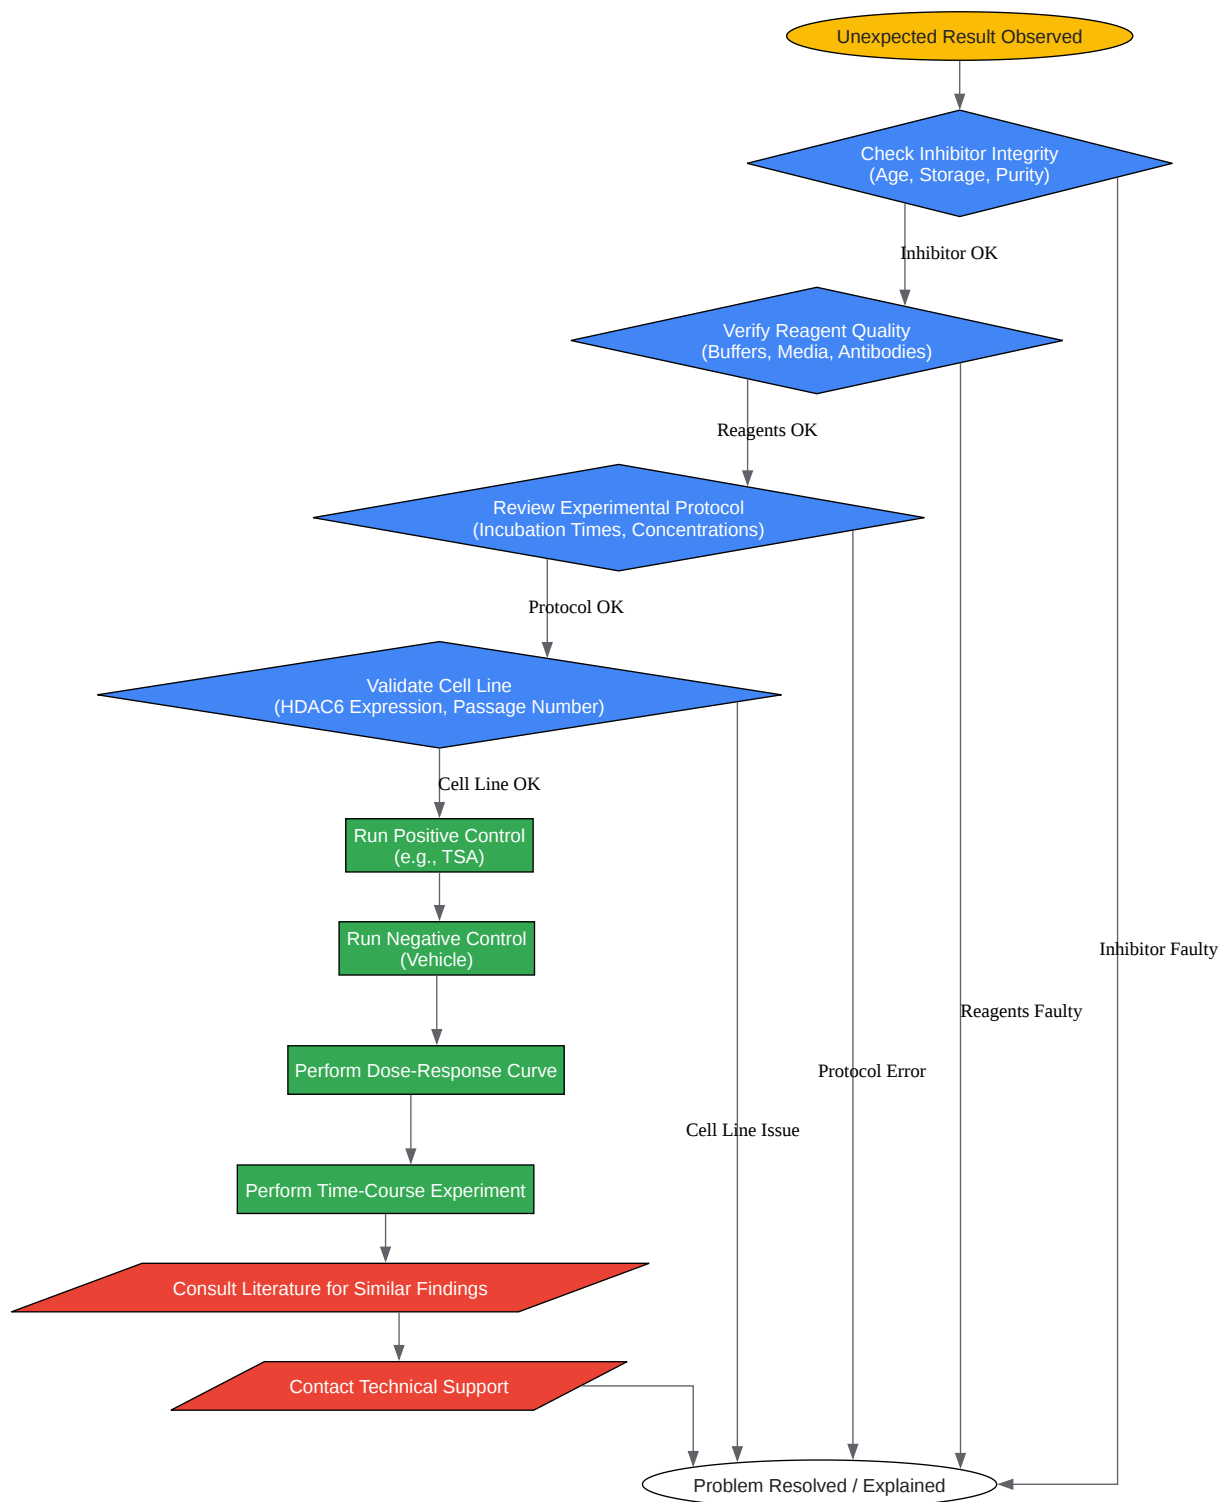 Unexpected Result Observed
Check Inhibitor Integrity
(Age, Storage, Purity)
Inhibitor OK
Verify Reagent Quality
(Buffers, Media, Antibodies)
Reagents OK
Review Experimental Protocol
(Incubation Times, Concentrations)
Protocol OK
Validate Cell Line
(HDAC6 Expression, Passage Number)
Cell Line OK
Run Positive Control
(e.g., TSA)
Run Negative Control
(Vehicle)
Inhibitor Faulty
Reagents Faulty
Perform Dose-Response Curve
Protocol Error
Cell Line Issue
Perform Time-Course Experiment
Consult Literature for Similar Findings
Contact Technical Support
Problem Resolved / Explained